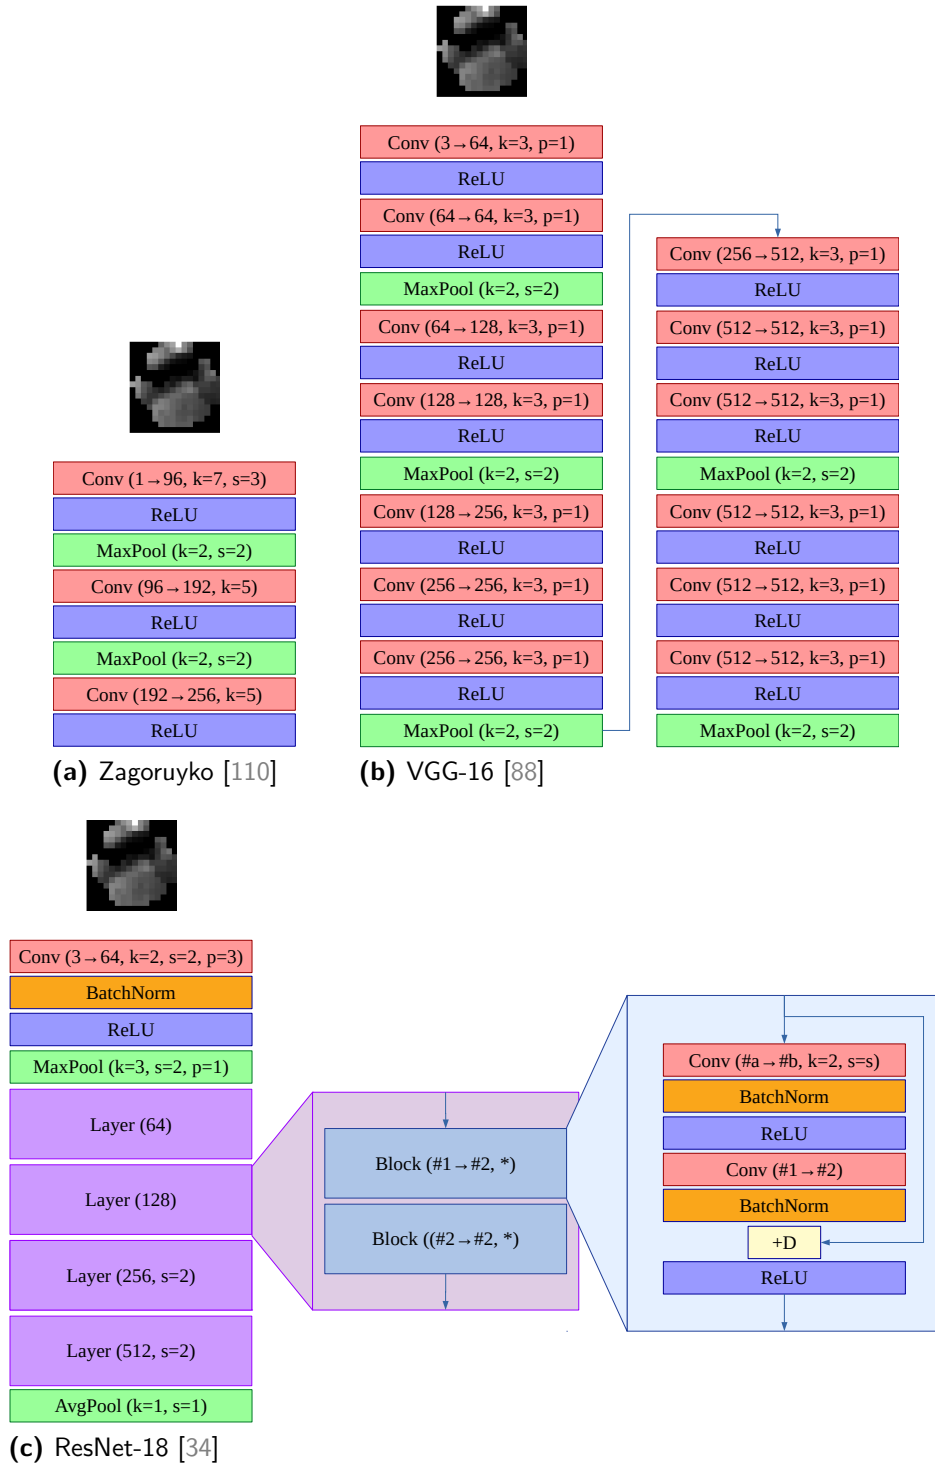 Conv (1→96, k=7, s=3)
ReLU
MaxPool (k=2, s=2)
Conv (96→192, k=5)
ReLU
MaxPool (k=2, s=2)
Conv (192→256, k=5)
ReLU
(a) Zagoruyko [110]
Conv (3→64, k=3, p=1)
ReLU
Conv (64→64, k=3, p=1)
ReLU
MaxPool (k=2, s=2)
Conv (64→128, k=3, p=1)
ReLU
Conv (128→128, k=3, p=1)
ReLU
MaxPool (k=2, s=2)
Conv (128→256, k=3, p=1)
ReLU
Conv (256→256, k=3, p=1)
ReLU
Conv (256→256, k=3, p=1)
ReLU
MaxPool (k=2, s=2)
Conv (256→512, k=3, p=1)
ReLU
Conv (512→512, k=3, p=1)
ReLU
Conv (512→512, k=3, p=1)
ReLU
MaxPool (k=2, s=2)
Conv (512→512, k=3, p=1)
ReLU
Conv (512→512, k=3, p=1)
ReLU
Conv (512→512, k=3, p=1)
ReLU
MaxPool (k=2, s=2)
(b) VGG-16 [88]
Conv (3→64, k=2, s=2, p=3)
BatchNorm
ReLU
MaxPool (k=3, s=2, p=1)
Layer (64)
Layer (128)
Layer (256, s=2)
Layer (512, s=2)
AvgPool (k=1, s=1)
Block (#1→#2, *)
Block ((#2→#2, *)
Conv (#a→#b, k=2, s=s)
BatchNorm
ReLU
Conv (#1→#2)
BatchNorm
+D
ReLU
(c) ResNet-18 [34]